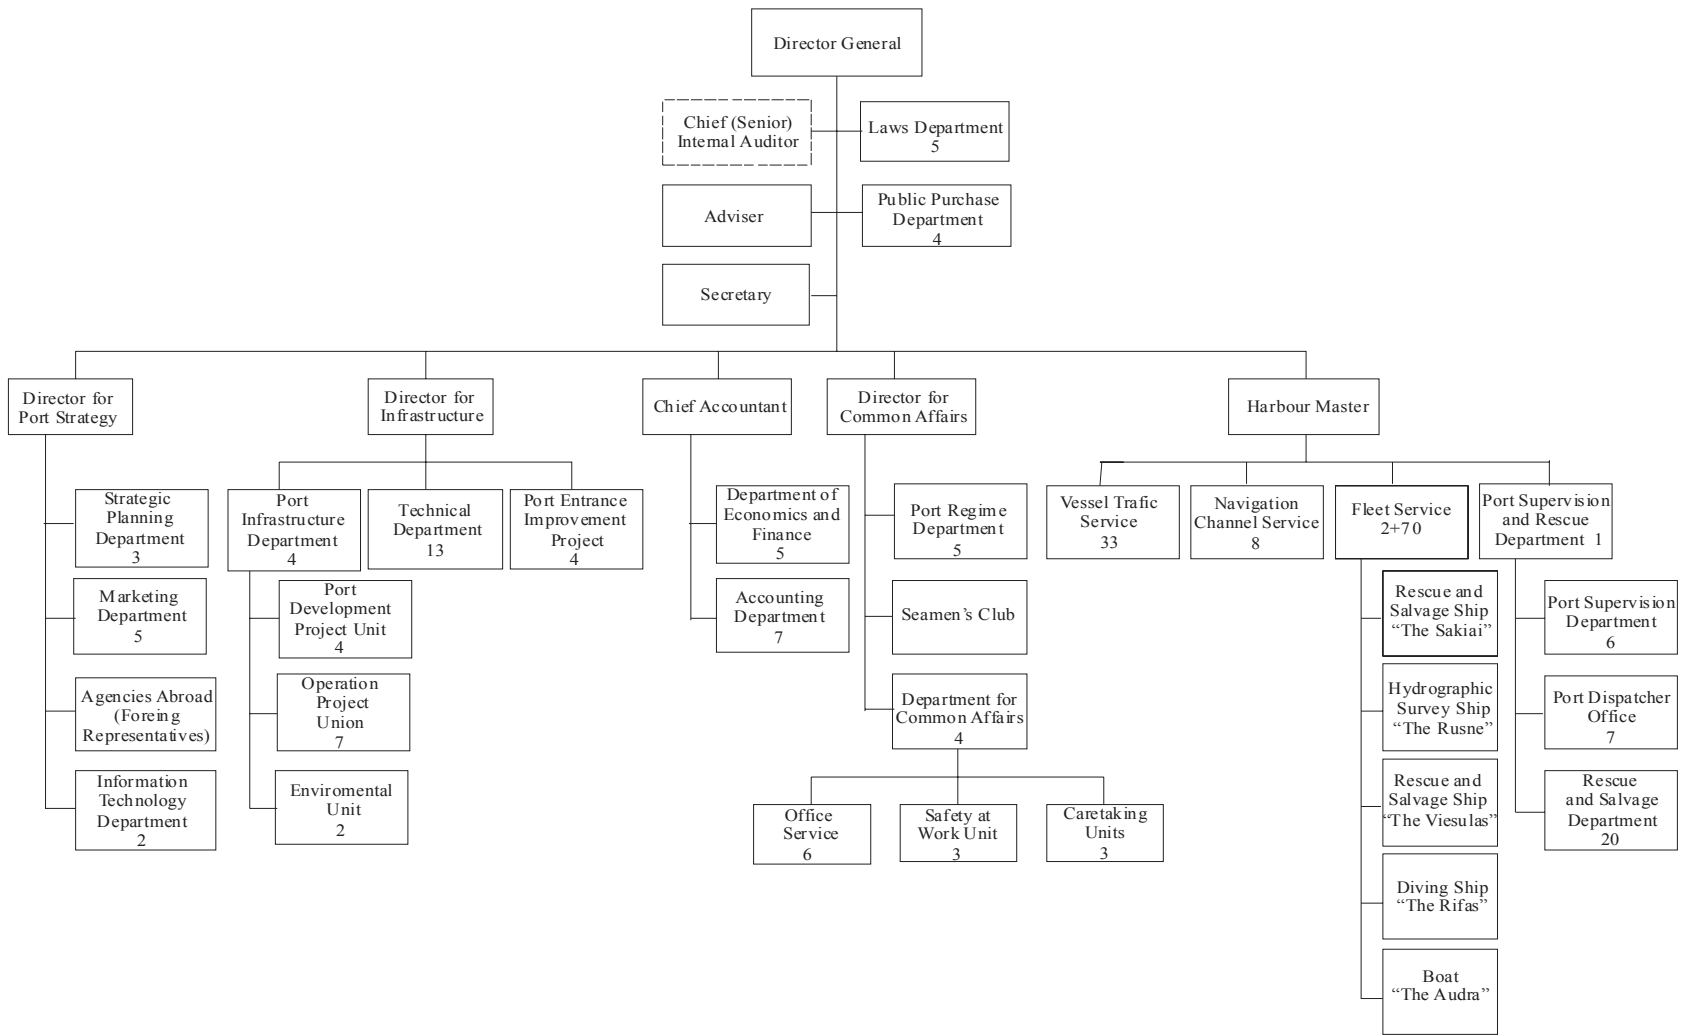 Director General
Chief (Senior)
Internal Auditor
Laws Department
5
Adviser
Public Purchase
Department
4
Secretary
Director for
Port Strategy
Director for
Infrastructure
Chief Accountant
Director for
Common Affairs
Harbour Master
Strategic
Planning
Department
3
Marketing
Department
5
Agencies Abroad
(Foreing
Representatives)
Information
Technology
Department
2
Port
Infrastructure
Department
4
Technical
Department
13
Port Entrance
Improvement
Project
4
Port
Development
Project Unit
4
Operation
Project
Union
7
Enviromental
Unit
2
Department of
Economics and
Finance
5
Accounting
Department
7
Port Regime
Department
5
Seamen's Club
Department for
Common Affairs
4
Office
Service
6
Safety at
Work Unit
3
Caretaking
Units
3
Vessel Trafic
Service
33
Navigation
Channel Service
8
Fleet Service
2+70
Port Supervision
and Rescue
Department 1
Rescue and
Salvage Ship
“The Sakiai”
Hydrographic
Survey Ship
“The Rusne”
Rescue and
Salvage Ship
“The Viesulas”
Diving Ship
“The Rifas”
Boat
“The Audra”
Port Supervision
Department
6
Port Dispatcher
Office
7
Rescue
and Salvage
Department
20